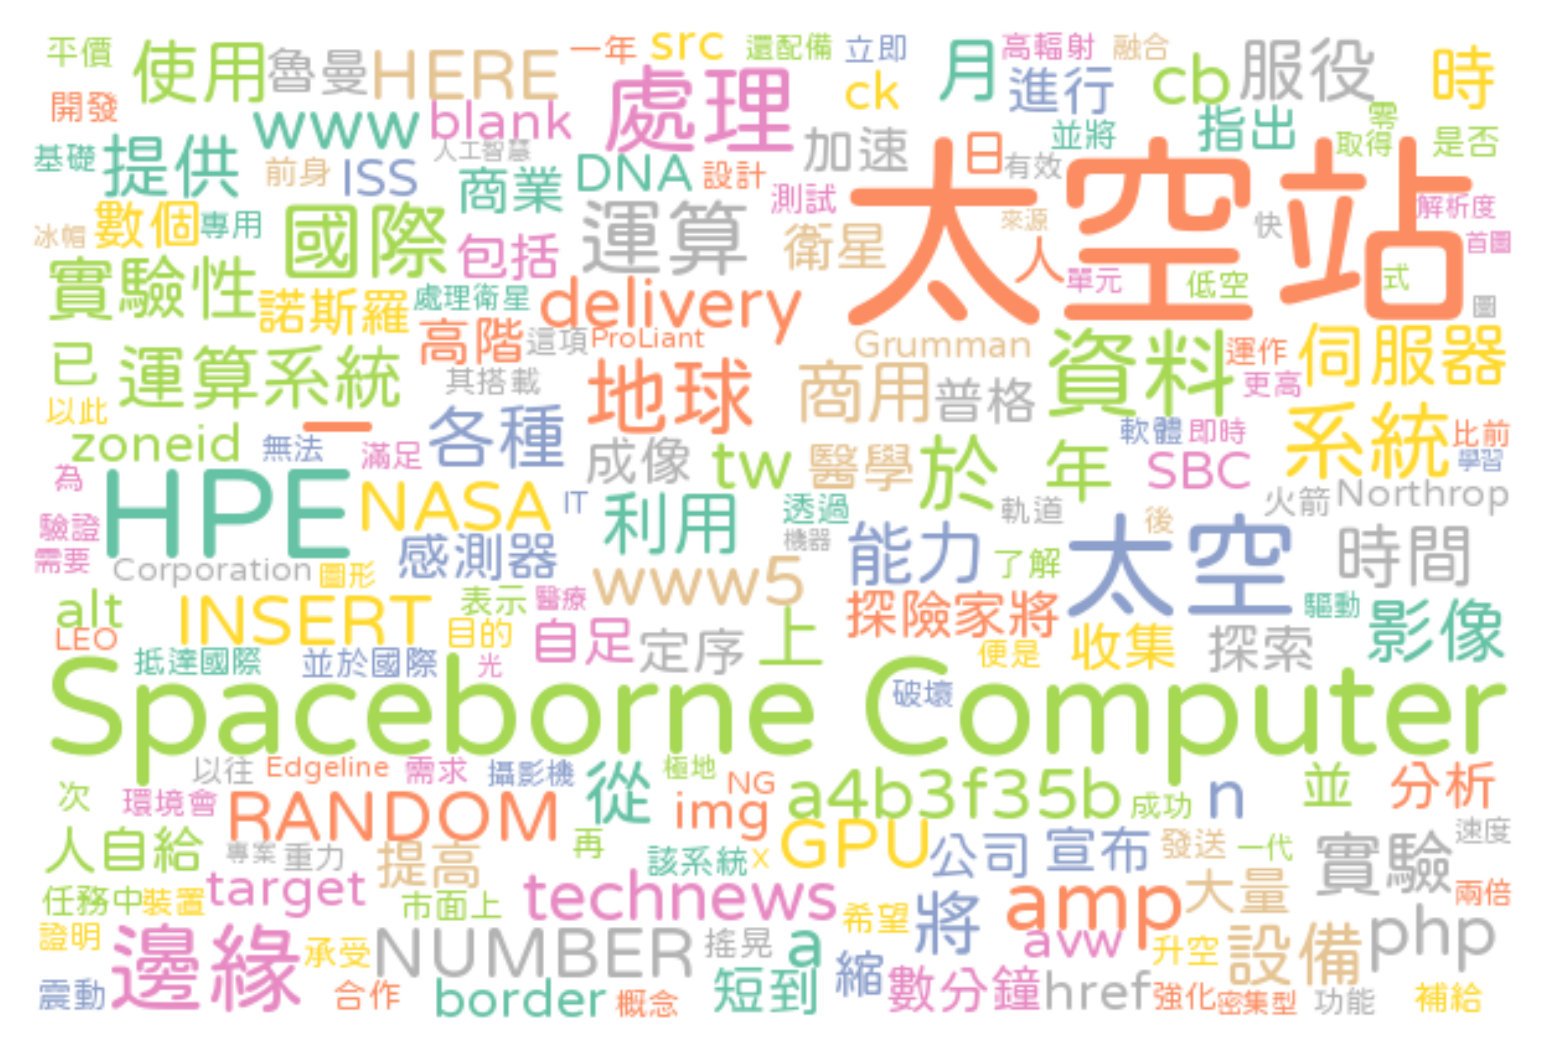 平價 使用 魯曼 HERE 一年 src 還配備 立即 月 高輻射 融合 服役 時
開發 處理 ck 進行 cb
www blank 零
基礎 提供 前身 ISS 人工智慧 商業 DNA 設計 加速 日 有效 並將 指出 取得 是否
冰帽 數個 專用 國際 包括 運算 測試 衛星 太空站 來源 快 解析度 首圖
實驗性 諾斯羅 處理衛星 delivery 人 單元 低空 式 圖
已 運算系統 高階 這項 ProLiant Grumman 資料 運作 伺服器
以此 一 其搭載 地球 商用 普格 更高
zoneid 無法 滿足 各種 成像 tw 醫學 於 年 軟體 即時 系統 比前
為 HPE NASA IT SBC 學習
驗證 利用 透過 軌道 後 火箭 Northrop
需要 Corporation 圖形 感測器 機器 能力 了解 太空 時間
alt INSERT 表示 醫療 www5 探險家將 驅動 影像
LEO 目的 自足 定序 上 便是 收集 探索
抵達國際 並於國際 光
Spaceborne Computer 破壞
以往 Edgeline 需求 攝影機 從 極地 NG a4b3f35b 成功 n 並 分析
次 環境會 RANDOM img
人自給 專案 重力 提高 再 該系統 x GPU 公司 宣布 發送 一代 實驗 速度
任務中 裝置 target 市面上 technews 希望 將 amp 大量 兩倍
證明 邊緣 承受 NUMBER 搖晃 a avw 升空 設備 php
震動 合作 border 概念 短到 縮 數分鐘 href 強化 密集型 功能 補給